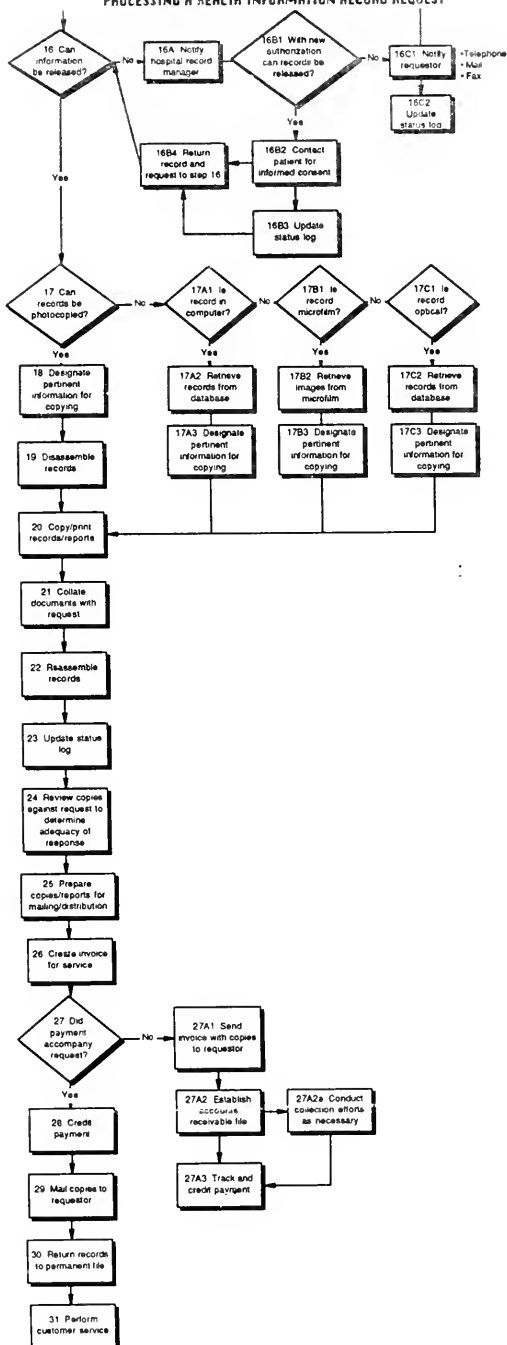 PROCESSING A HEALTH INFORMATION RECORD REQUEST
16 Can
information
be released?
No
16A Notify
hospital record
manager
16B1 With new
authorization
can records be
released?
No
16C1 Notify
requestor
• Telephone
• Mail
• Fax
16C2
Update
status log
Yes
16B4 Return
record and
request to step 16
16B2 Contact
patient for
informed consent
16B3 Update
status log
Yes
17 Can
records be
photocopied?
No
17A1 Is
record in
computer?
No
17B1 Is
record
microfilm?
No
17C1 Is
record
optical?
Yes
Yes
Yes
Yes
18 Designate
pertinent
information for
copying
17A2 Retrieve
records from
database
17B2 Retrieve
images from
microfilm
17C2 Retrieve
records from
database
17A3 Designate
pertinent
information for
copying
17B3 Designate
pertinent
information for
copying
17C3 Designate
pertinent
information for
copying
19 Disassemble
records
20 Copy/print
records/reports
21 Collate
documents with
request
22 Reassemble
records
23 Update status
log
24 Review copies
against request to
determine
adequacy of
response
25 Prepare
copies/reports for
mailing/distribution
26 Create invoice
for service
27 Did
payment
accompany
request?
No
27A1 Send
invoice with copies
to requestor
27A2 Establish
accounts
receivable file
27A2a Conduct
collection efforts
as necessary
27A3 Track and
credit payment
Yes
28 Credit
payment
29 Mail copies to
requestor
30 Return records
to permanent file
31 Perform
customer service